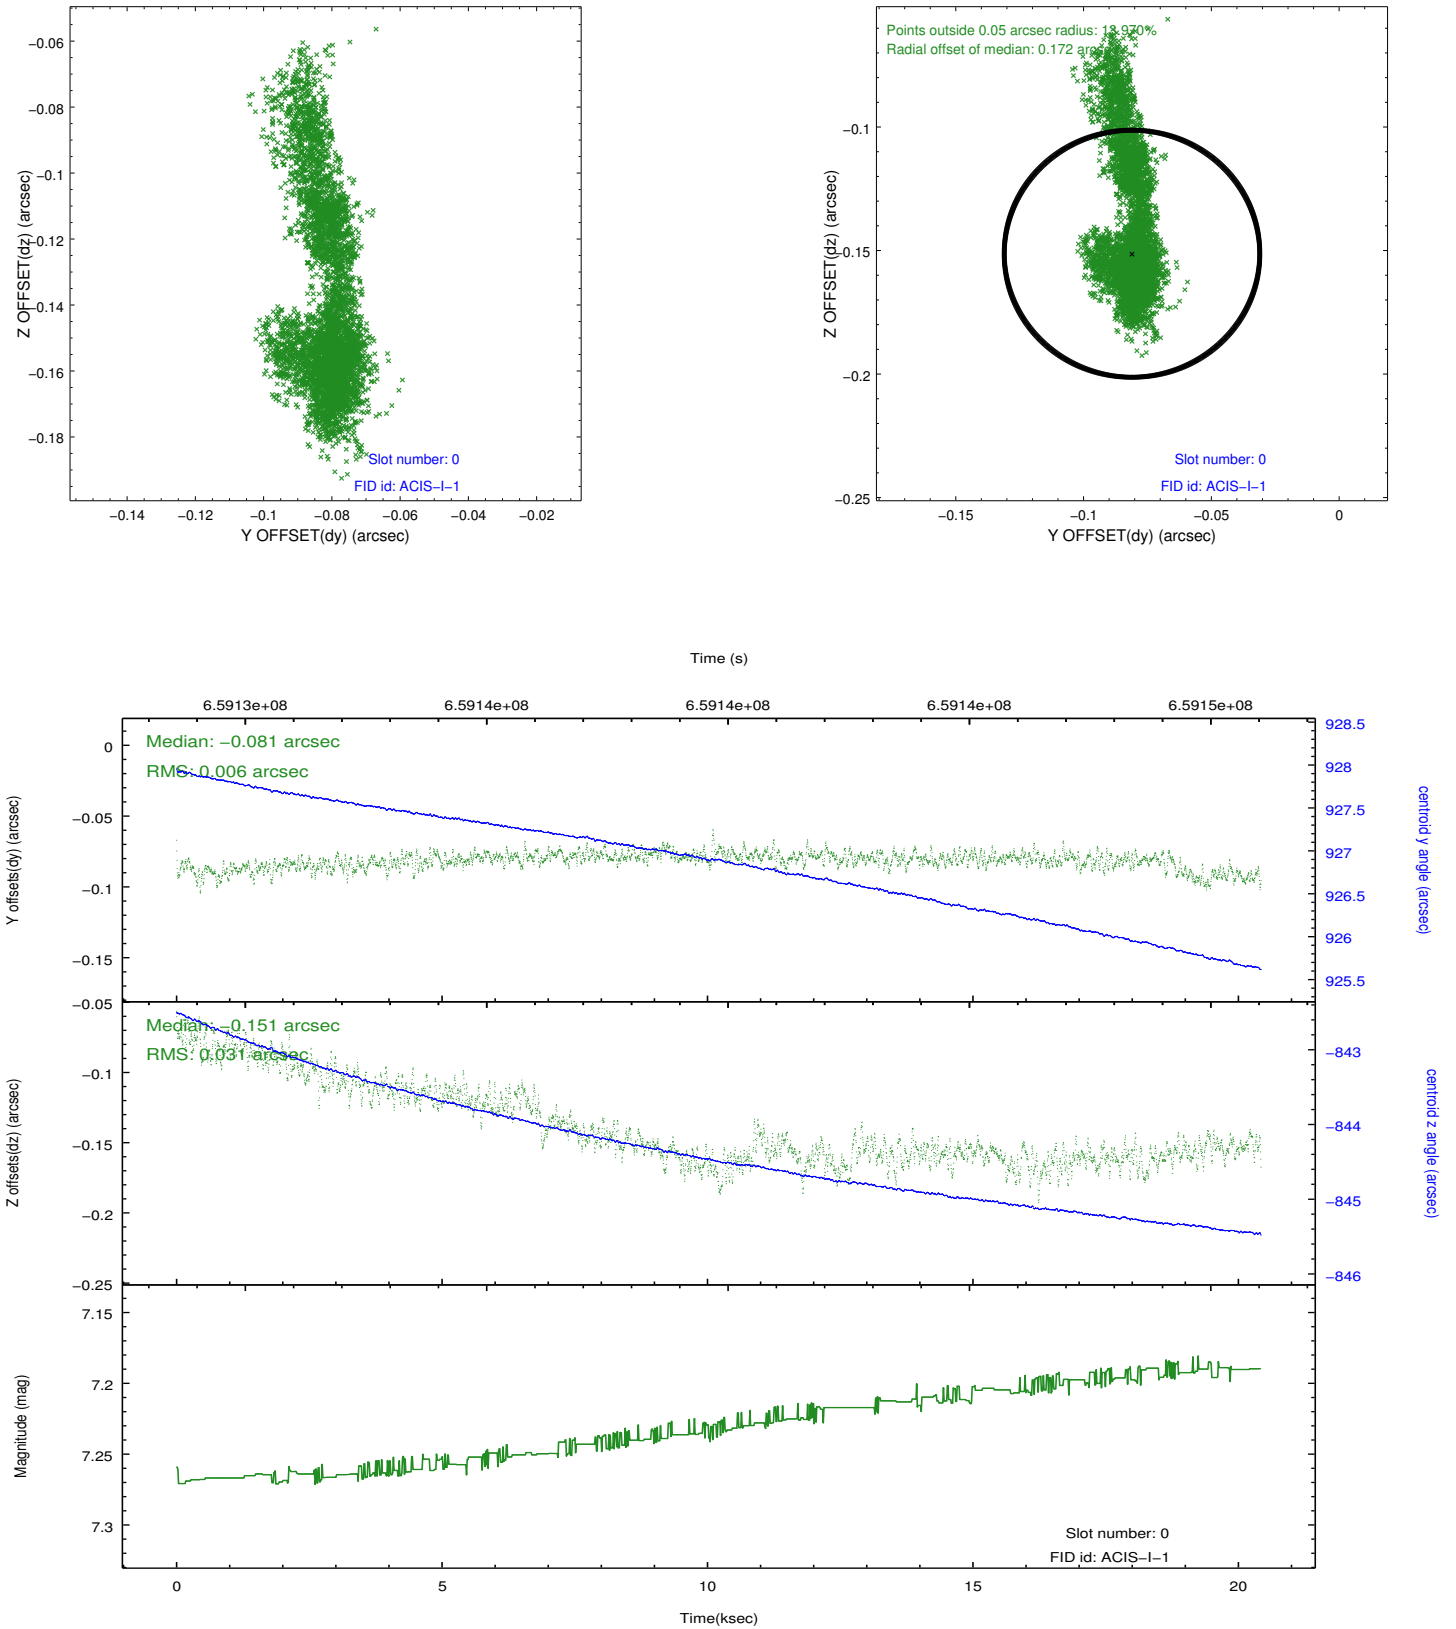 −0.06
−0.08
−0.1
−0.12
−0.14
−0.16
−0.18
Z OFFSET(dz) (arcsec)
Slot number: 0
FID id: ACIS−I−1
−0.14 −0.12 −0.1 −0.08 −0.06 −0.04 −0.02
Y OFFSET(dy) (arcsec)
Points outside 0.05 arcsec radius: 13.970%
Radial offset of median: 0.172 arcsec
−0.1
−0.15
−0.2
−0.25
Z OFFSET(dz) (arcsec)
Slot number: 0
FID id: ACIS−I−1
−0.15 −0.1 −0.05 0
Y OFFSET(dy) (arcsec)
Time (s)
6.5913e+08 6.5914e+08 6.5914e+08 6.5914e+08 6.5915e+08
Median: −0.081 arcsec
RMS: 0.006 arcsec
0
−0.05
−0.1
−0.15
Y offsets(dy) (arcsec)
928.5
928
927.5
927
926.5
926
925.5
centroid y angle (arcsec)
Median: −0.151 arcsec
RMS: 0.031 arcsec
−0.05
−0.1
−0.15
−0.2
−0.25
Z offsets(dz) (arcsec)
−843
−844
−845
−846
centroid z angle (arcsec)
7.15
7.2
7.25
7.3
Magnitude (mag)
Slot number: 0
FID id: ACIS−I−1
0 5 10 15 20
Time(ksec)